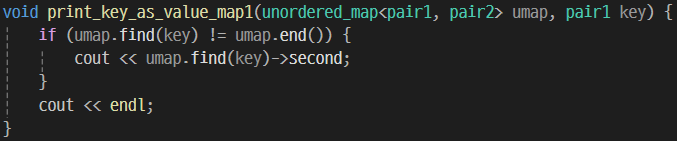 void print_key_as_value_map1(unordered_map<pair1, pair2> umap, pair1 key) {
    if (umap.find(key) != umap.end()) {
        cout << umap.find(key)->second;
    }
    cout << endl;
}